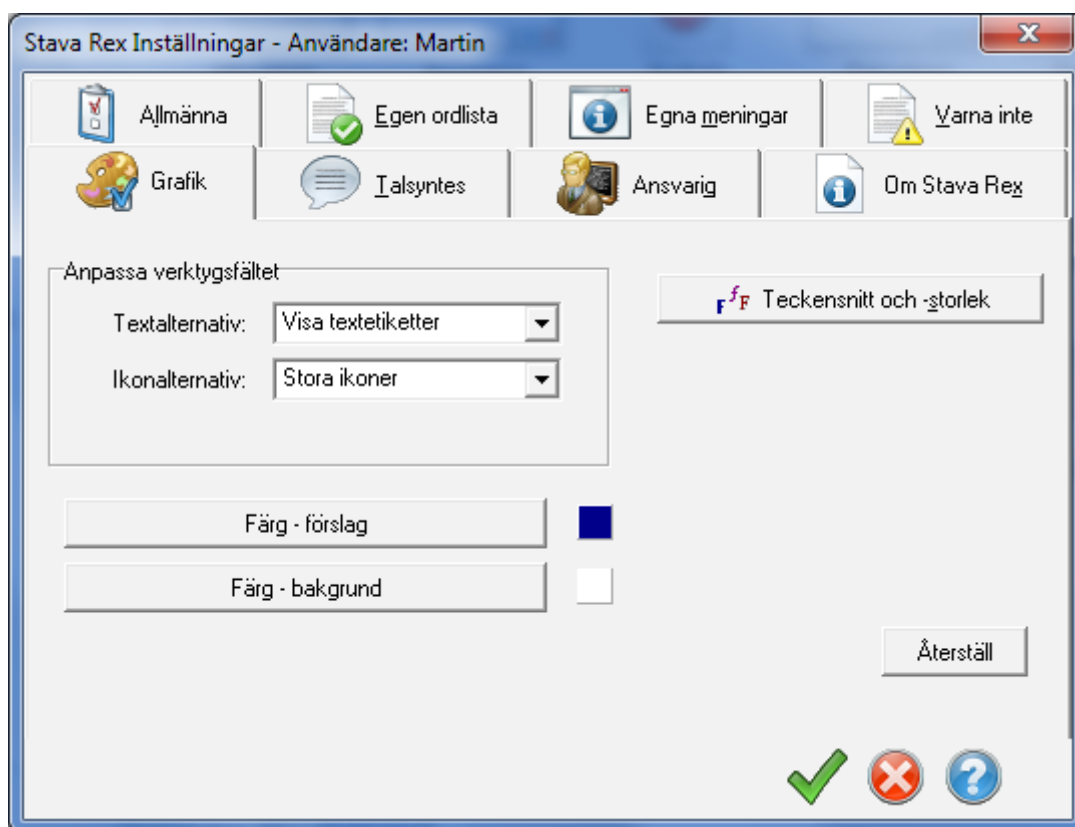 Stava Rex Inställningar - Användare: Martin
Allmänna
Egen ordlista
Egna meningar
Varna inte
Grafik
Talsyntes
Ansvarig
Om Stava Rex
Anpassa verktygsfältet
Textalternativ: Visa textetiketter
Ikonalternativ: Stora ikoner
FfF Teckensnitt och -storlek
Färg - förslag
Färg - bakgrund
Återställ